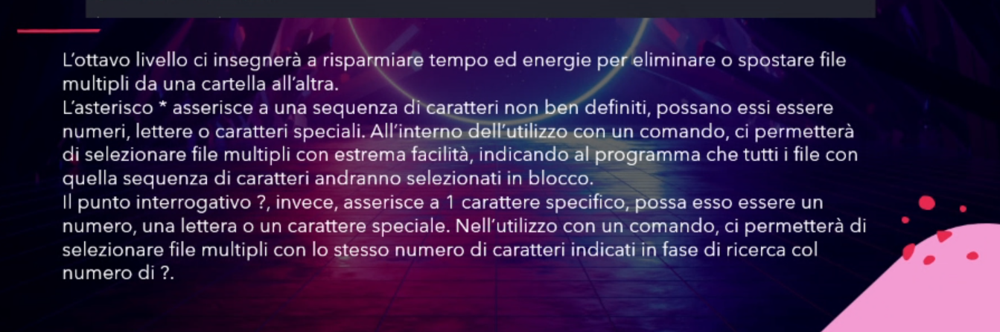 L'ottavo livello ci insegnerà a risparmiare tempo ed energie per eliminare o spostare file
multipli da una cartella all'altra.
L'asterisco * asserisce a una sequenza di caratteri non ben definiti, possano essi essere
numeri, lettere o caratteri speciali. All'interno dell'utilizzo con un comando, ci permetterà
di selezionare file multipli con estrema facilità, indicando al programma che tutti i file con
quella sequenza di caratteri andranno selezionati in blocco.
Il punto interrogativo ?, invece, asserisce a 1 carattere specifico, possa esso essere un
numero, una lettera o un carattere speciale. Nell'utilizzo con un comando, ci permetterà di
selezionare file multipli con lo stesso numero di caratteri indicati in fase di ricerca col
numero di ?.